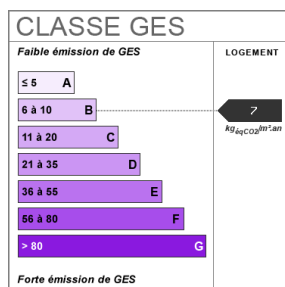 CLASSE GES
Faible émission de GES
LOGEMENT
≤ 5 A
6 à 10 B
7
kgéqCO2/m².an
11 à 20 C
21 à 35 D
36 à 55 E
56 à 80 F
> 80 G
Forte émission de GES